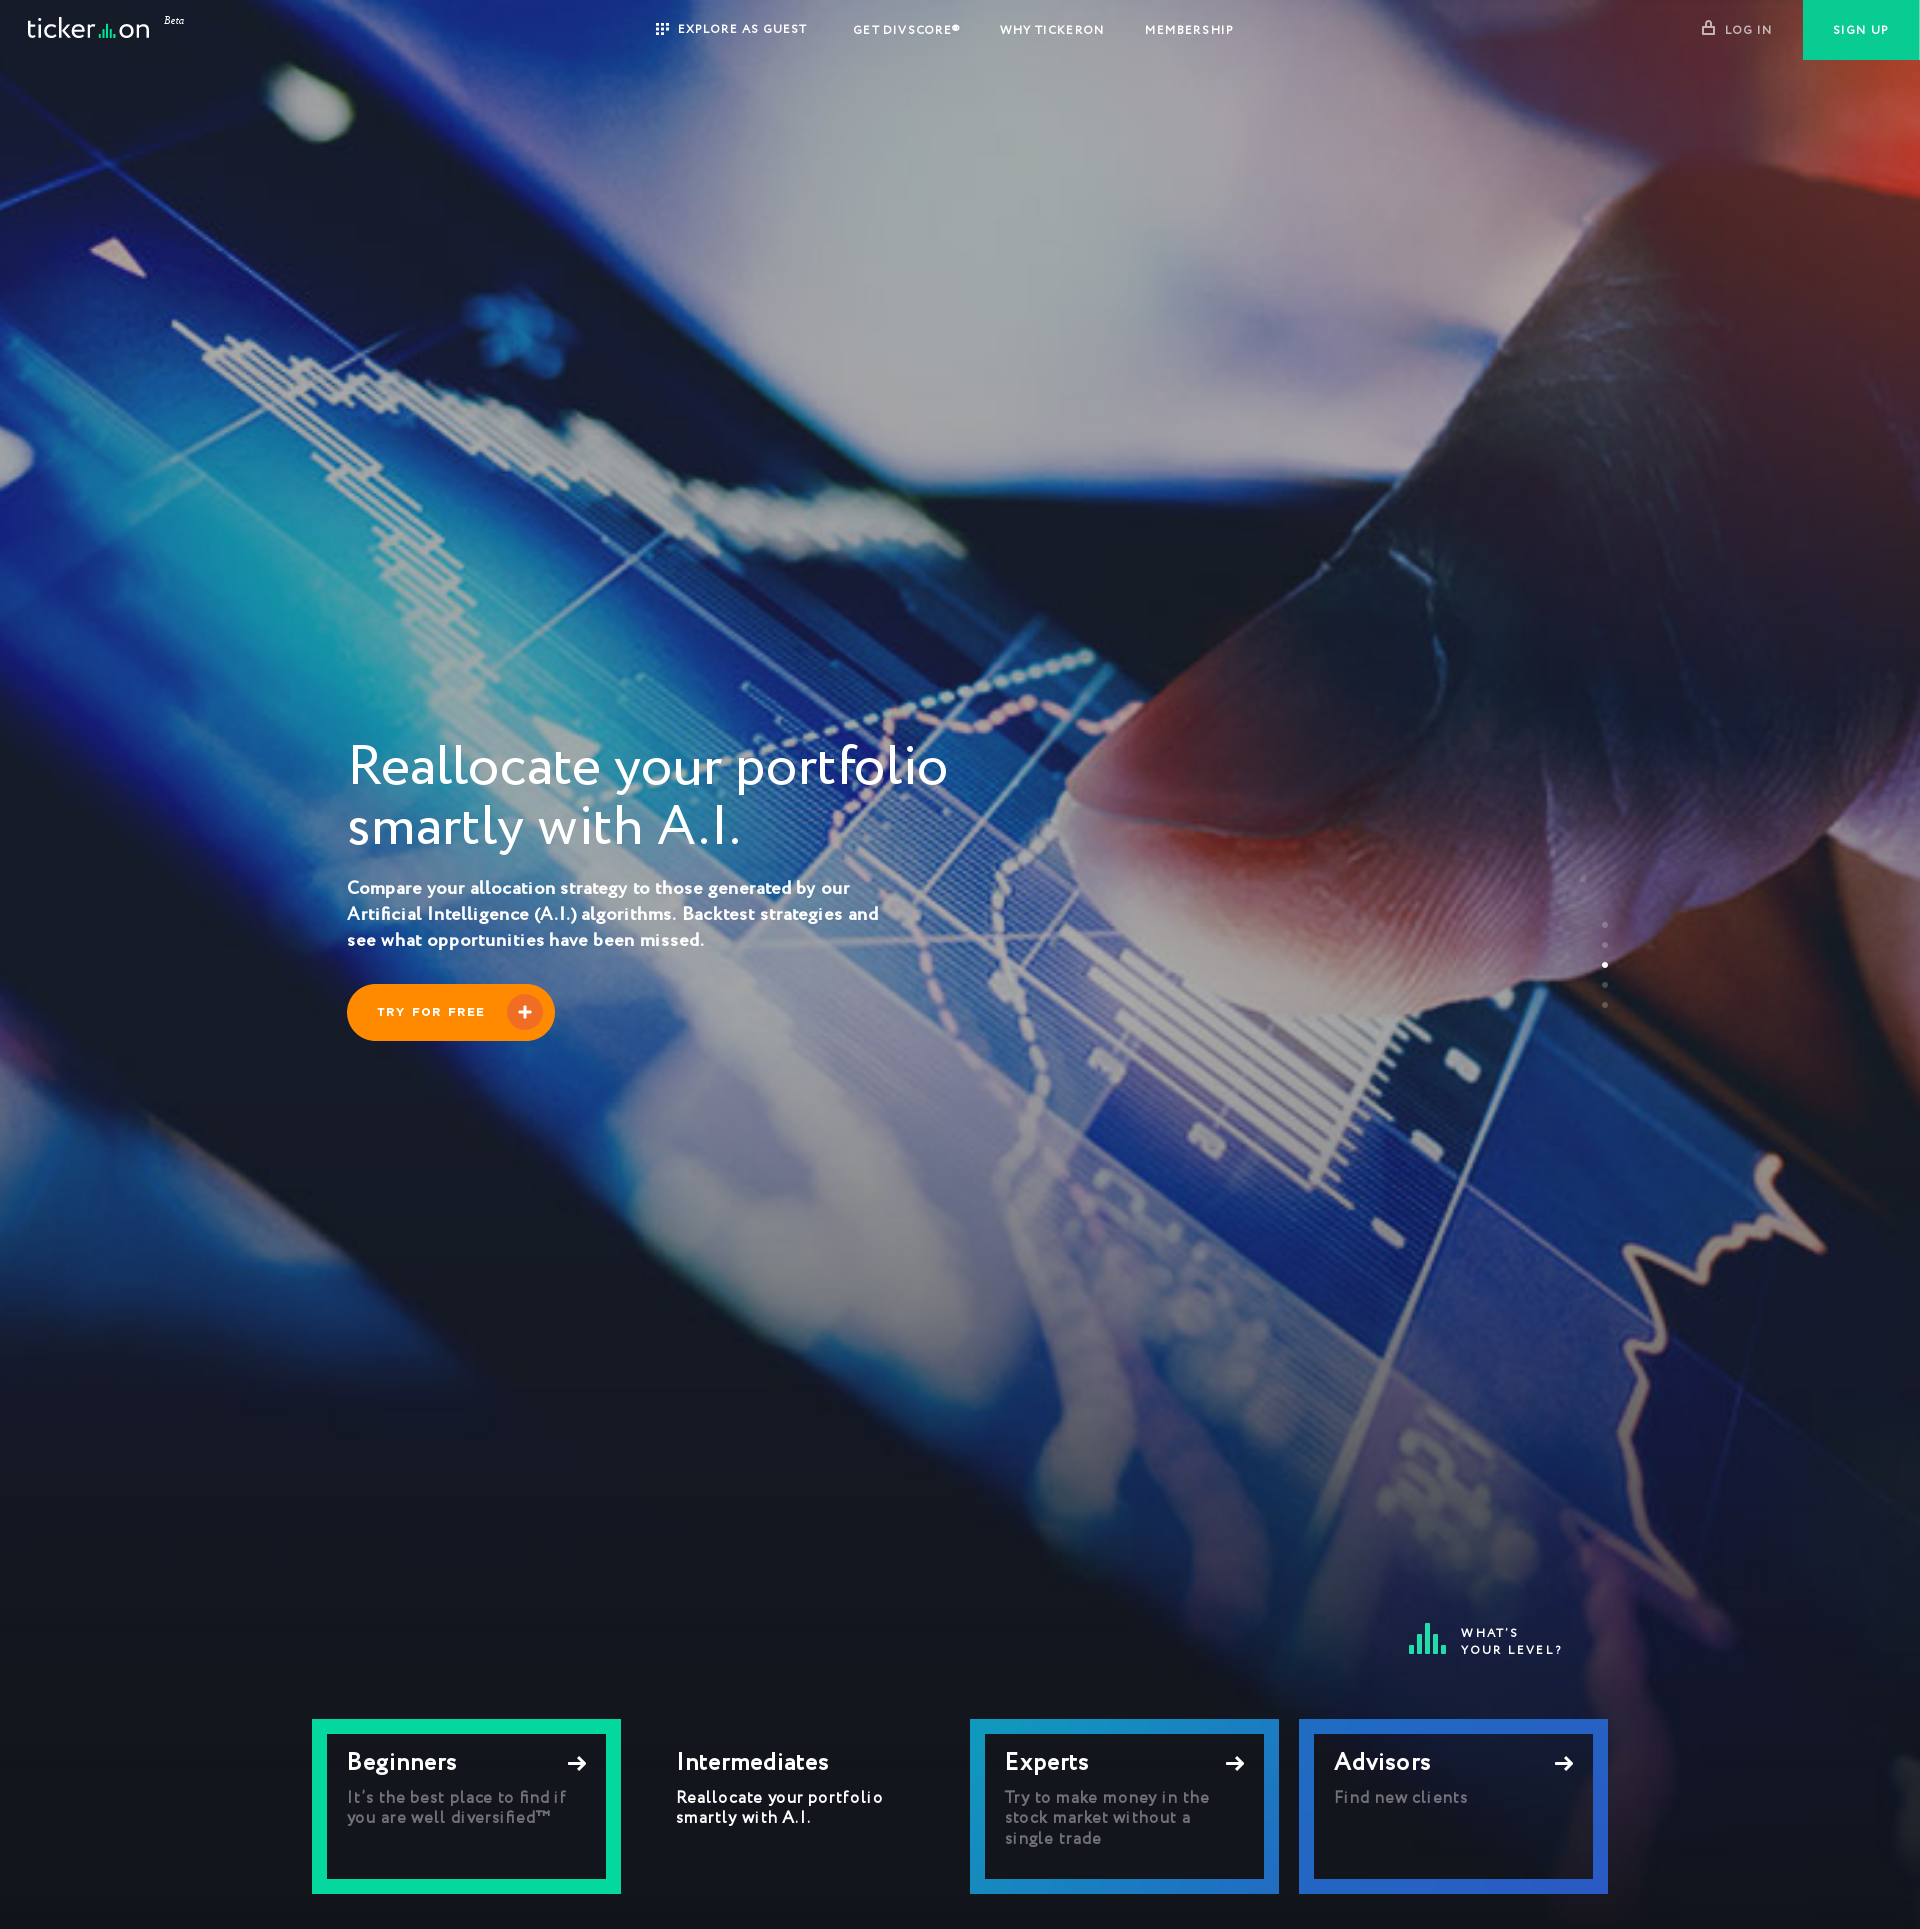 ticker on Beta
EXPLORE AS GUEST
GET DIVSCORE®
WHY TICKERON
MEMBERSHIP
LOG IN
SIGN UP
Reallocate your portfolio
smartly with A.I.
Compare your allocation strategy to those generated by our
Artificial Intelligence (A.I.) algorithms. Backtest strategies and
see what opportunities have been missed.
TRY FOR FREE
WHAT'S
YOUR LEVEL?
Beginners
It's the best place to find if
you are well diversified™
Intermediates
Reallocate your portfolio
smartly with A.I.
Experts
Try to make money in the
stock market without a
single trade
Advisors
Find new clients